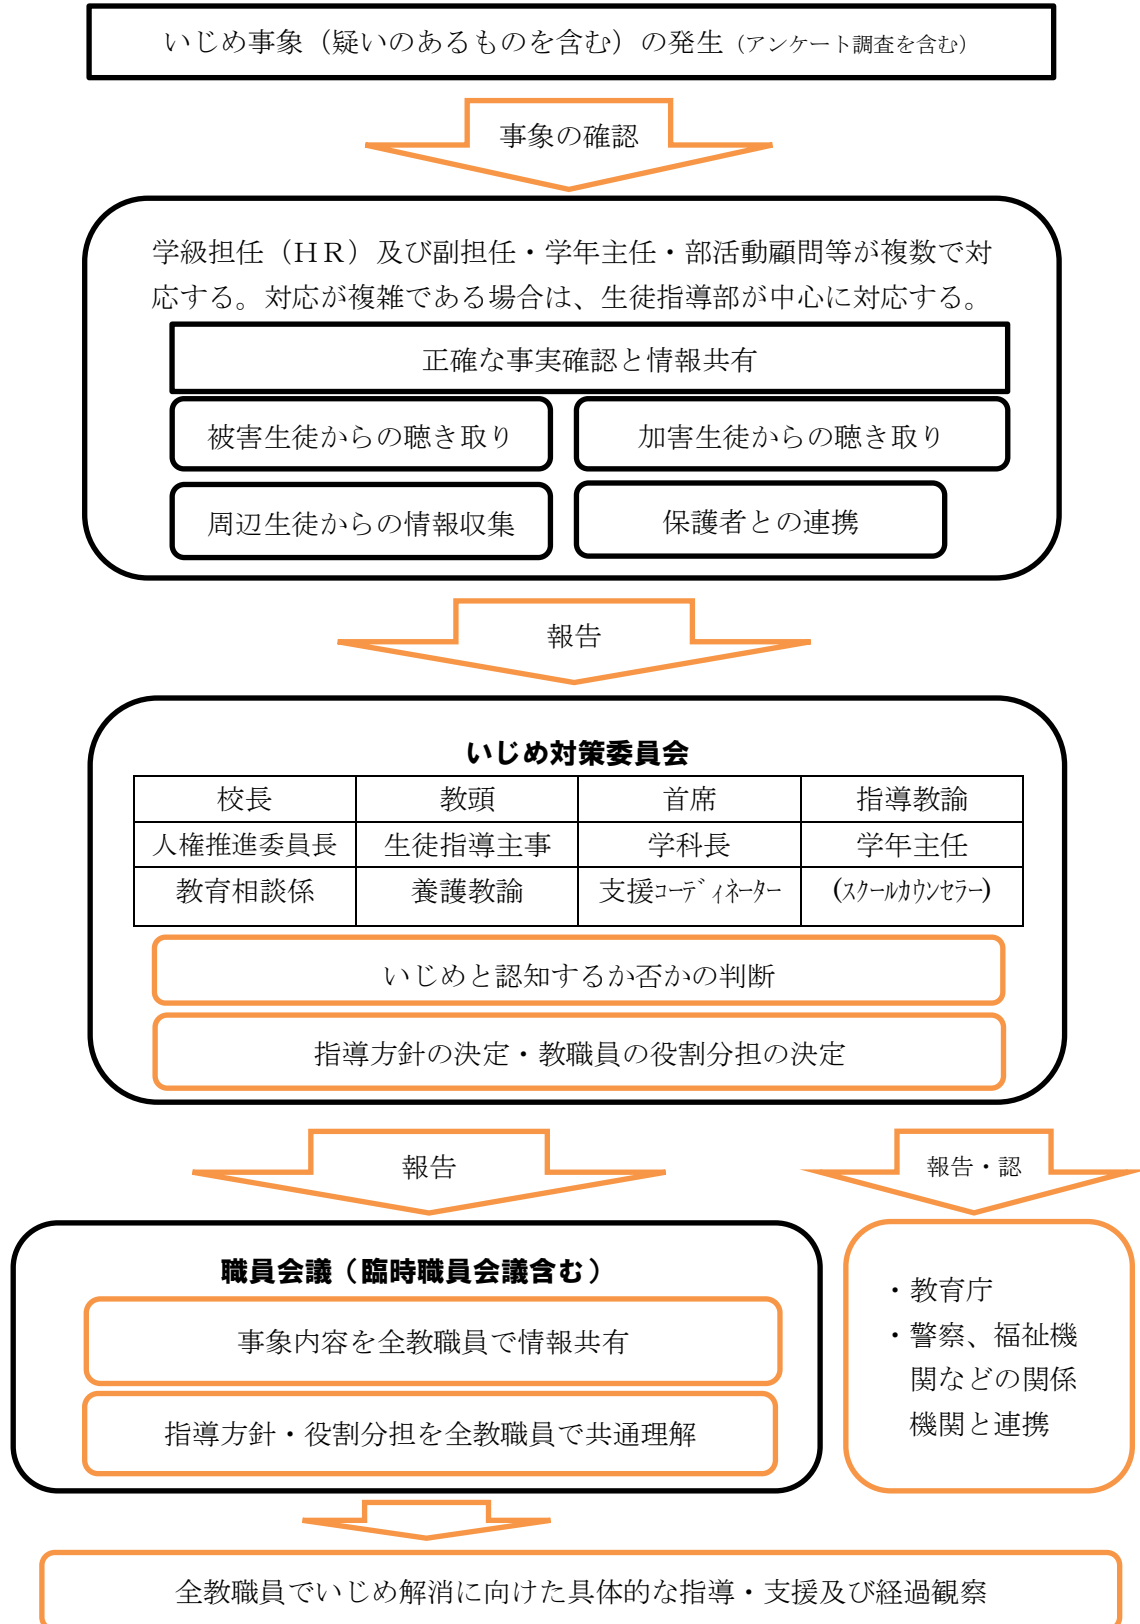 いじめ事象（疑いのあるものを含む）の発生（アンケート調査を含む）
事象の確認
学級担任（ＨＲ）及び副担任・学年主任・部活動顧問等が複数で対
応する。対応が複雑である場合は、生徒指導部が中心に対応する。
正確な事実確認と情報共有
被害生徒からの聴き取り
加害生徒からの聴き取り
周辺生徒からの情報収集
保護者との連携
報告
いじめ対策委員会
校長 教頭 首席 指導教諭
人権推進委員長 生徒指導主事 学科長 学年主任
教育相談係 養護教諭 支援ｺｰﾃﾞｨﾈｰﾀｰ (ｽｸｰﾙｶｳﾝｾﾗｰ)
いじめと認知するか否かの判断
指導方針の決定・教職員の役割分担の決定
報告
報告・認
職員会議（臨時職員会議含む）
事象内容を全教職員で情報共有
指導方針・役割分担を全教職員で共通理解
・教育庁
・警察、福祉機
関などの関係
機関と連携
全教職員でいじめ解消に向けた具体的な指導・支援及び経過観察